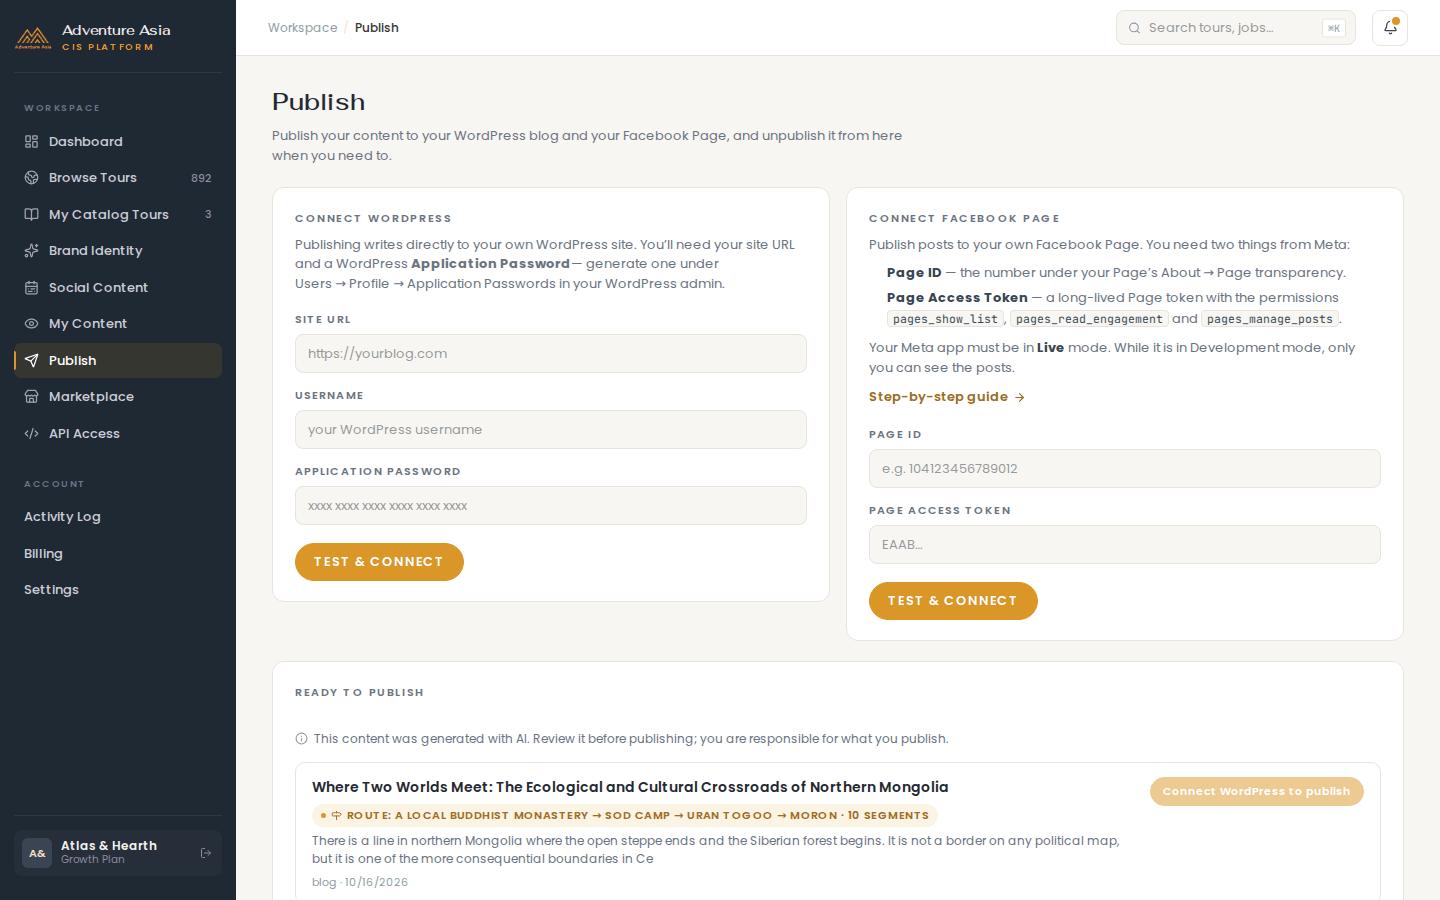 Adventure Asia
Adventure Asia
CIS PLATFORM
WORKSPACE
Dashboard
Browse Tours 892
My Catalog Tours 3
Brand Identity
Social Content
My Content
Publish
Marketplace
API Access
ACCOUNT
Activity Log
Billing
Settings
A& Atlas & Hearth
Growth Plan
Workspace / Publish
Search tours, jobs... ⌘K
Publish
Publish your content to your WordPress blog and your Facebook Page, and unpublish it from here
when you need to.
CONNECT WORDPRESS
Publishing writes directly to your own WordPress site. You’ll need your site URL
and a WordPress Application Password — generate one under
Users → Profile → Application Passwords in your WordPress admin.
SITE URL
https://yourblog.com
USERNAME
your WordPress username
APPLICATION PASSWORD
xxxx xxxx xxxx xxxx xxxx xxxx
TEST & CONNECT
CONNECT FACEBOOK PAGE
Publish posts to your own Facebook Page. You need two things from Meta:
Page ID — the number under your Page’s About → Page transparency.
Page Access Token — a long-lived Page token with the permissions
pages_show_list, pages_read_engagement and pages_manage_posts.
Your Meta app must be in Live mode. While it is in Development mode, only
you can see the posts.
Step-by-step guide →
PAGE ID
e.g. 104123456789012
PAGE ACCESS TOKEN
EAAB…
TEST & CONNECT
READY TO PUBLISH
This content was generated with AI. Review it before publishing; you are responsible for what you publish.
Where Two Worlds Meet: The Ecological and Cultural Crossroads of Northern Mongolia
Connect WordPress to publish
ROUTE: A LOCAL BUDDHIST MONASTERY → SOD CAMP → URAN TOGOO → MORON · 10 SEGMENTS
There is a line in northern Mongolia where the open steppe ends and the Siberian forest begins. It is not a border on any political map,
but it is one of the more consequential boundaries in Ce
blog · 10/16/2026